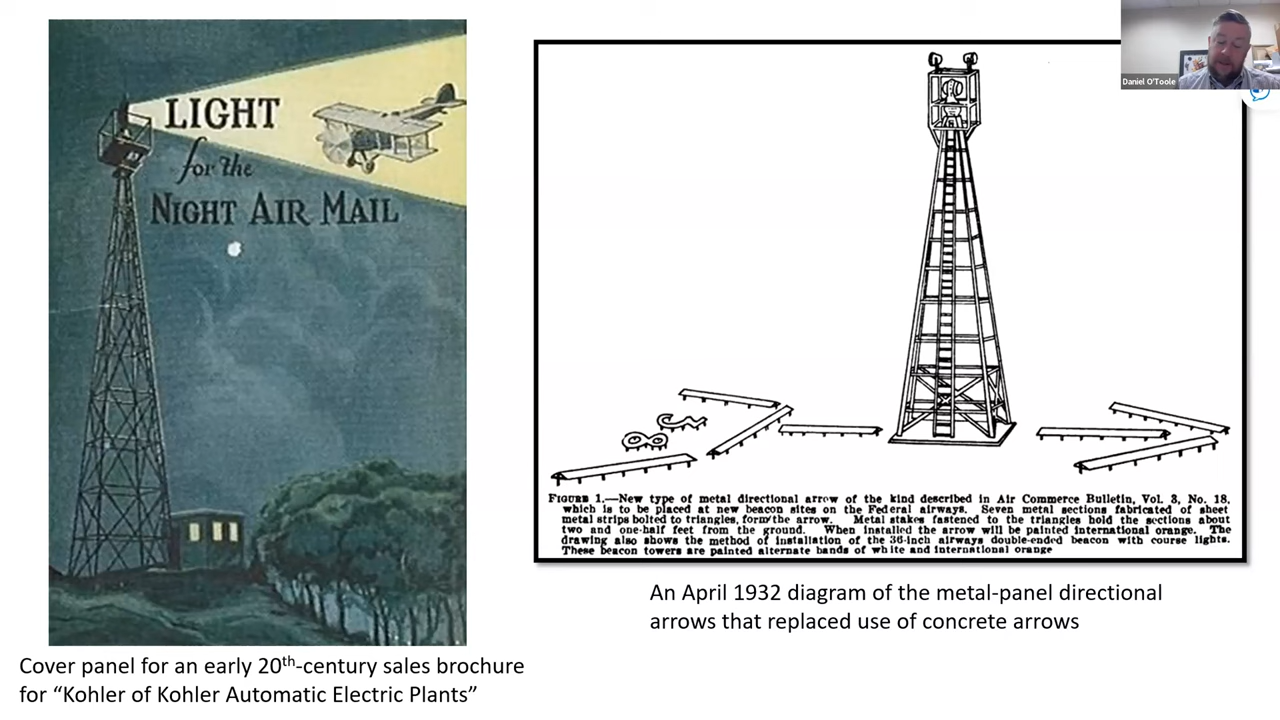 LIGHT
for the
NIGHT AIR MAIL
Cover panel for an early 20th-century sales brochure
for “Kohler of Kohler Automatic Electric Plants”
FIGURE 1.—New type of metal directional arrow of the kind described in Air Commerce Bulletin, Vol. 3, No. 18,
which is to be placed at new beacon sites on the Federal airways. Seven metal sections fabricated of sheet
metal strips bolted to triangles, form the arrow. Metal stakes fastened to the triangles hold the sections about
two and one-half feet from the ground. When installed the arrow will be painted international orange. The
drawing also shows the method of installation of the 36-inch airways double-ended beacon with course lights.
These beacon towers are painted alternate bands of white and international orange
An April 1932 diagram of the metal-panel directional
arrows that replaced use of concrete arrows
Daniel O'Toole